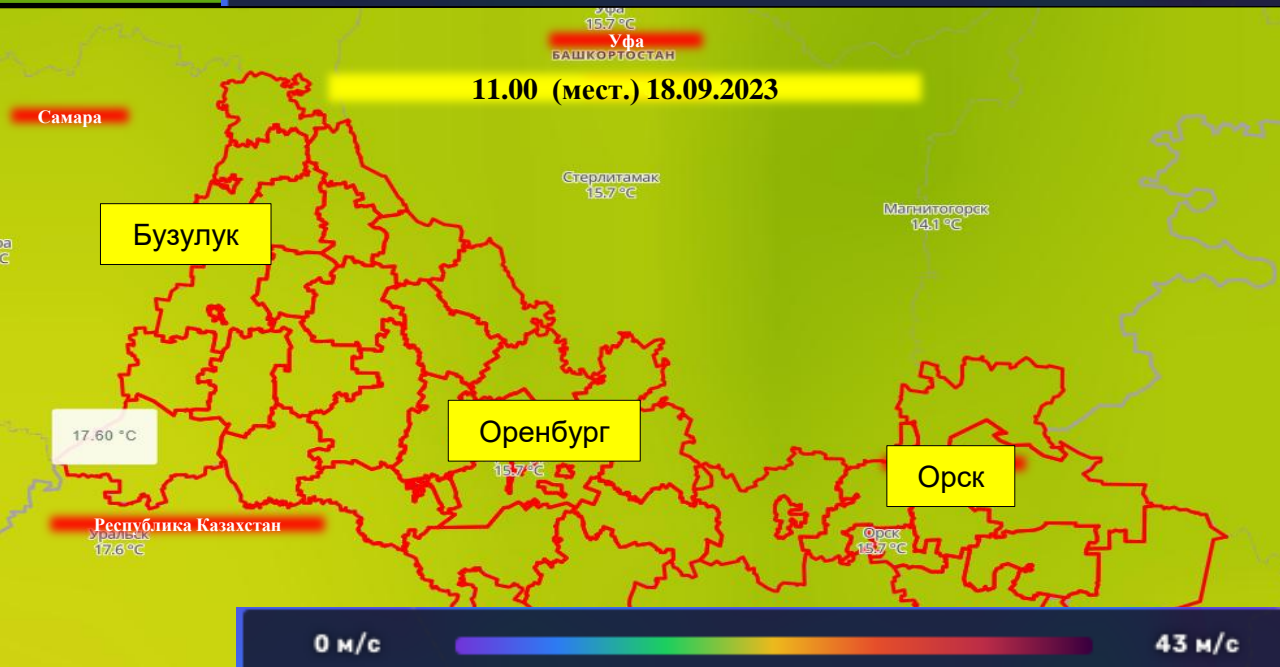 Уфа
15.7 °C
Уфа
БАШКОРТОСТАН
11.00 (мест.) 18.09.2023
Самара
Стерлитамак
15.7 °C
Магнитогорск
14.1 °C
Бузулук
ра
°C
17.60 °C
Оренбург
15.7 °C
Орск
Республика Казахстан
Уральск
17.6 °C
Орск
15.7 °C
0 м/с
43 м/с